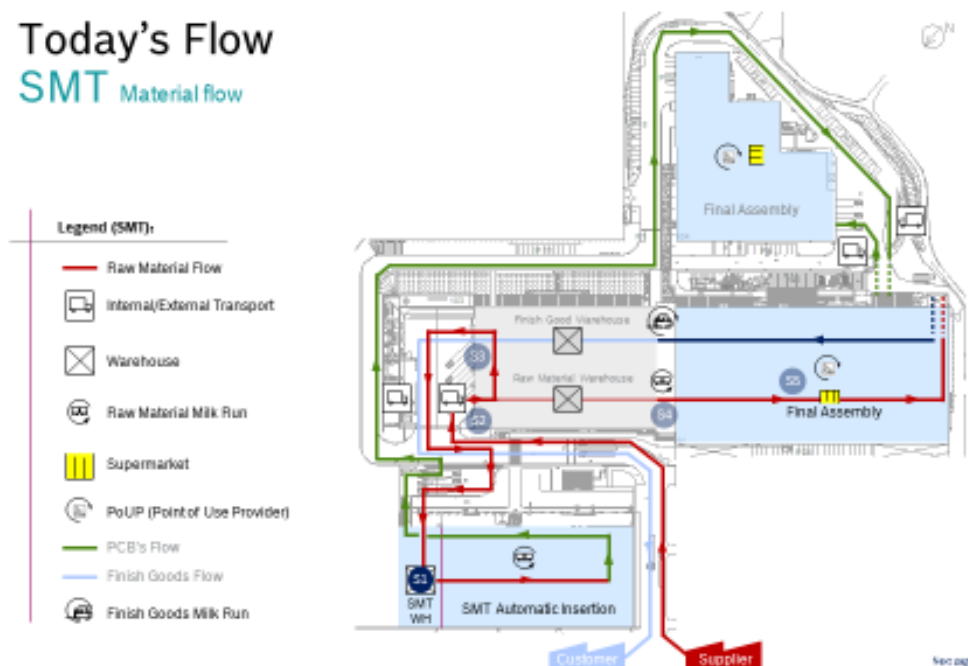 Today's Flow
SMT Material flow
N
Legend (SMT):
Raw Material Flow
Internal/External Transport
Warehouse
Raw Material Milk Run
Supermarket
PoUP (Point of Use Provider)
PCB's Flow
Finish Goods Flow
Finish Goods Milk Run
Final Assembly
Finish Good Warehouse
S3
Raw Material Warehouse
S5
S2
S4
Final Assembly
S1
SMT
WH
SMT Automatic Insertion
Customer
Supplier